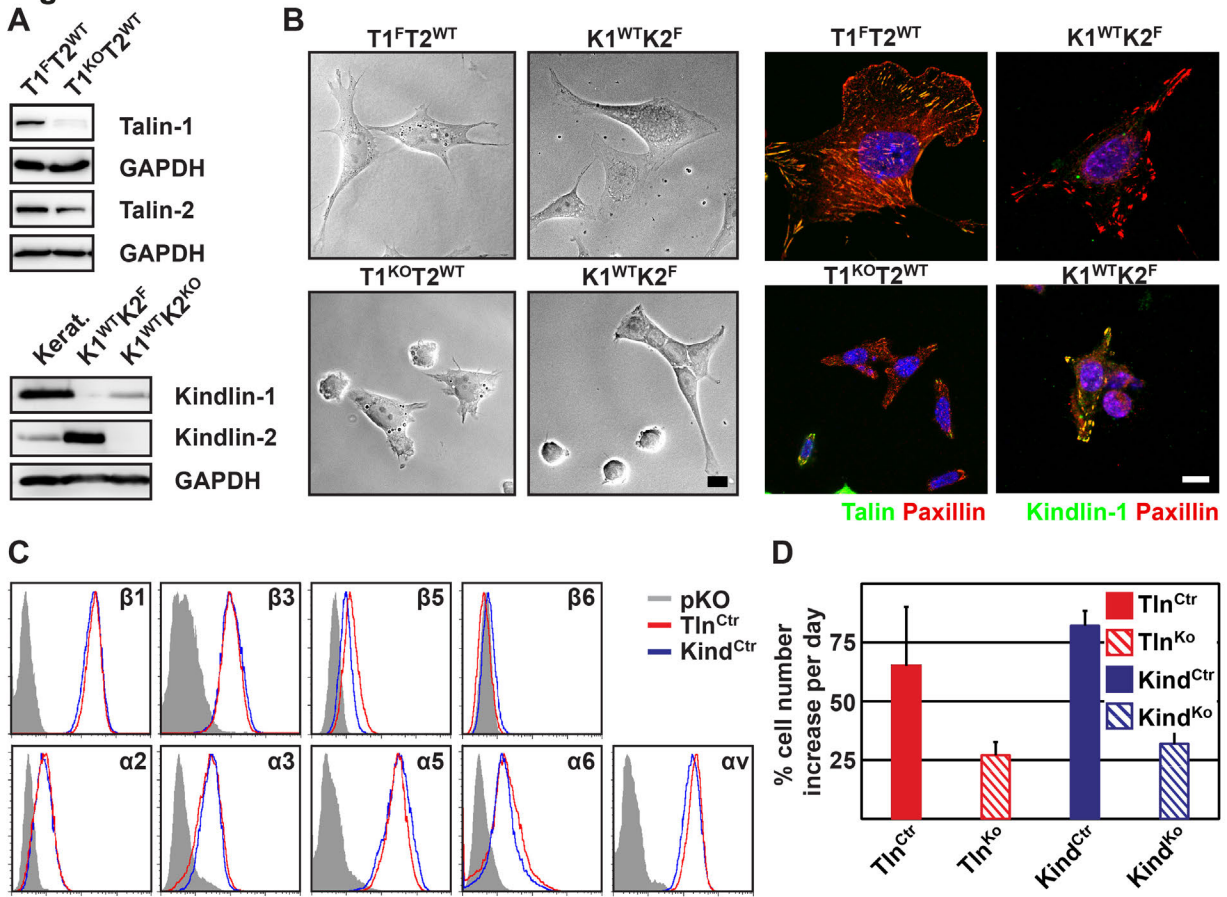 A
T1ᶠT2ᵂᵀ
T1ᴷᴼT2ᵂᵀ
Talin-1
GAPDH
Talin-2
GAPDH
Kerat.
K1ᵂᵀK2ᶠ
K1ᵂᵀK2ᴷᴼ
Kindlin-1
Kindlin-2
GAPDH
B
T1ᶠT2ᵂᵀ K1ᵂᵀK2ᶠ T1ᶠT2ᵂᵀ K1ᵂᵀK2ᶠ
T1ᴷᴼT2ᵂᵀ K1ᵂᵀK2ᶠ T1ᴷᴼT2ᵂᵀ K1ᵂᵀK2ᶠ
Talin Paxillin Kindlin-1 Paxillin
C
β1 β3 β5 β6
pKO
Tlnᶜᵗʳ
Kindᶜᵗʳ
α2 α3 α5 α6 αv
D
% cell number
increase per day
75
50
25
Tlnᶜᵗʳ
Tlnᴷᵒ
Kindᶜᵗʳ
Kindᴷᵒ
Tlnᶜᵗʳ Tlnᴷᵒ Kindᶜᵗʳ Kindᴷᵒ